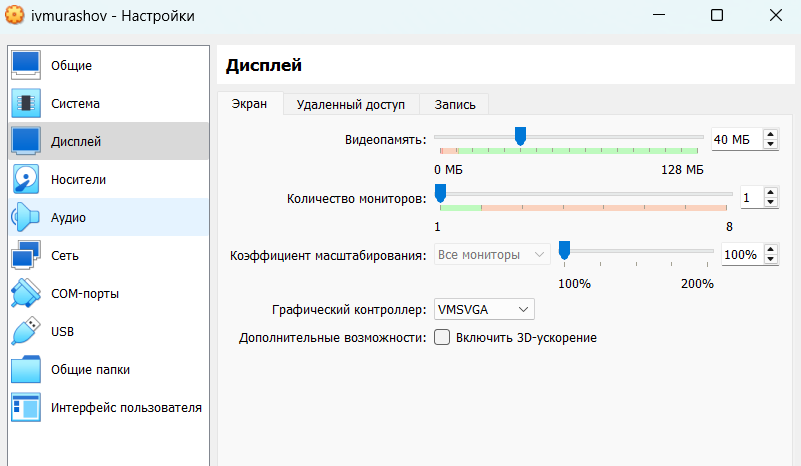 ivmurashov - Настройки
Общие
Система
Дисплей
Носители
Аудио
Сеть
COM-порты
USB
Общие папки
Интерфейс пользователя
Дисплей
Экран Удаленный доступ Запись
Видеопамять: 40 МБ
0 МБ 128 МБ
Количество мониторов: 1
1 8
Коэффициент масштабирования: Все мониторы 100%
100% 200%
Графический контроллер: VMSVGA
Дополнительные возможности: Включить 3D-ускорение